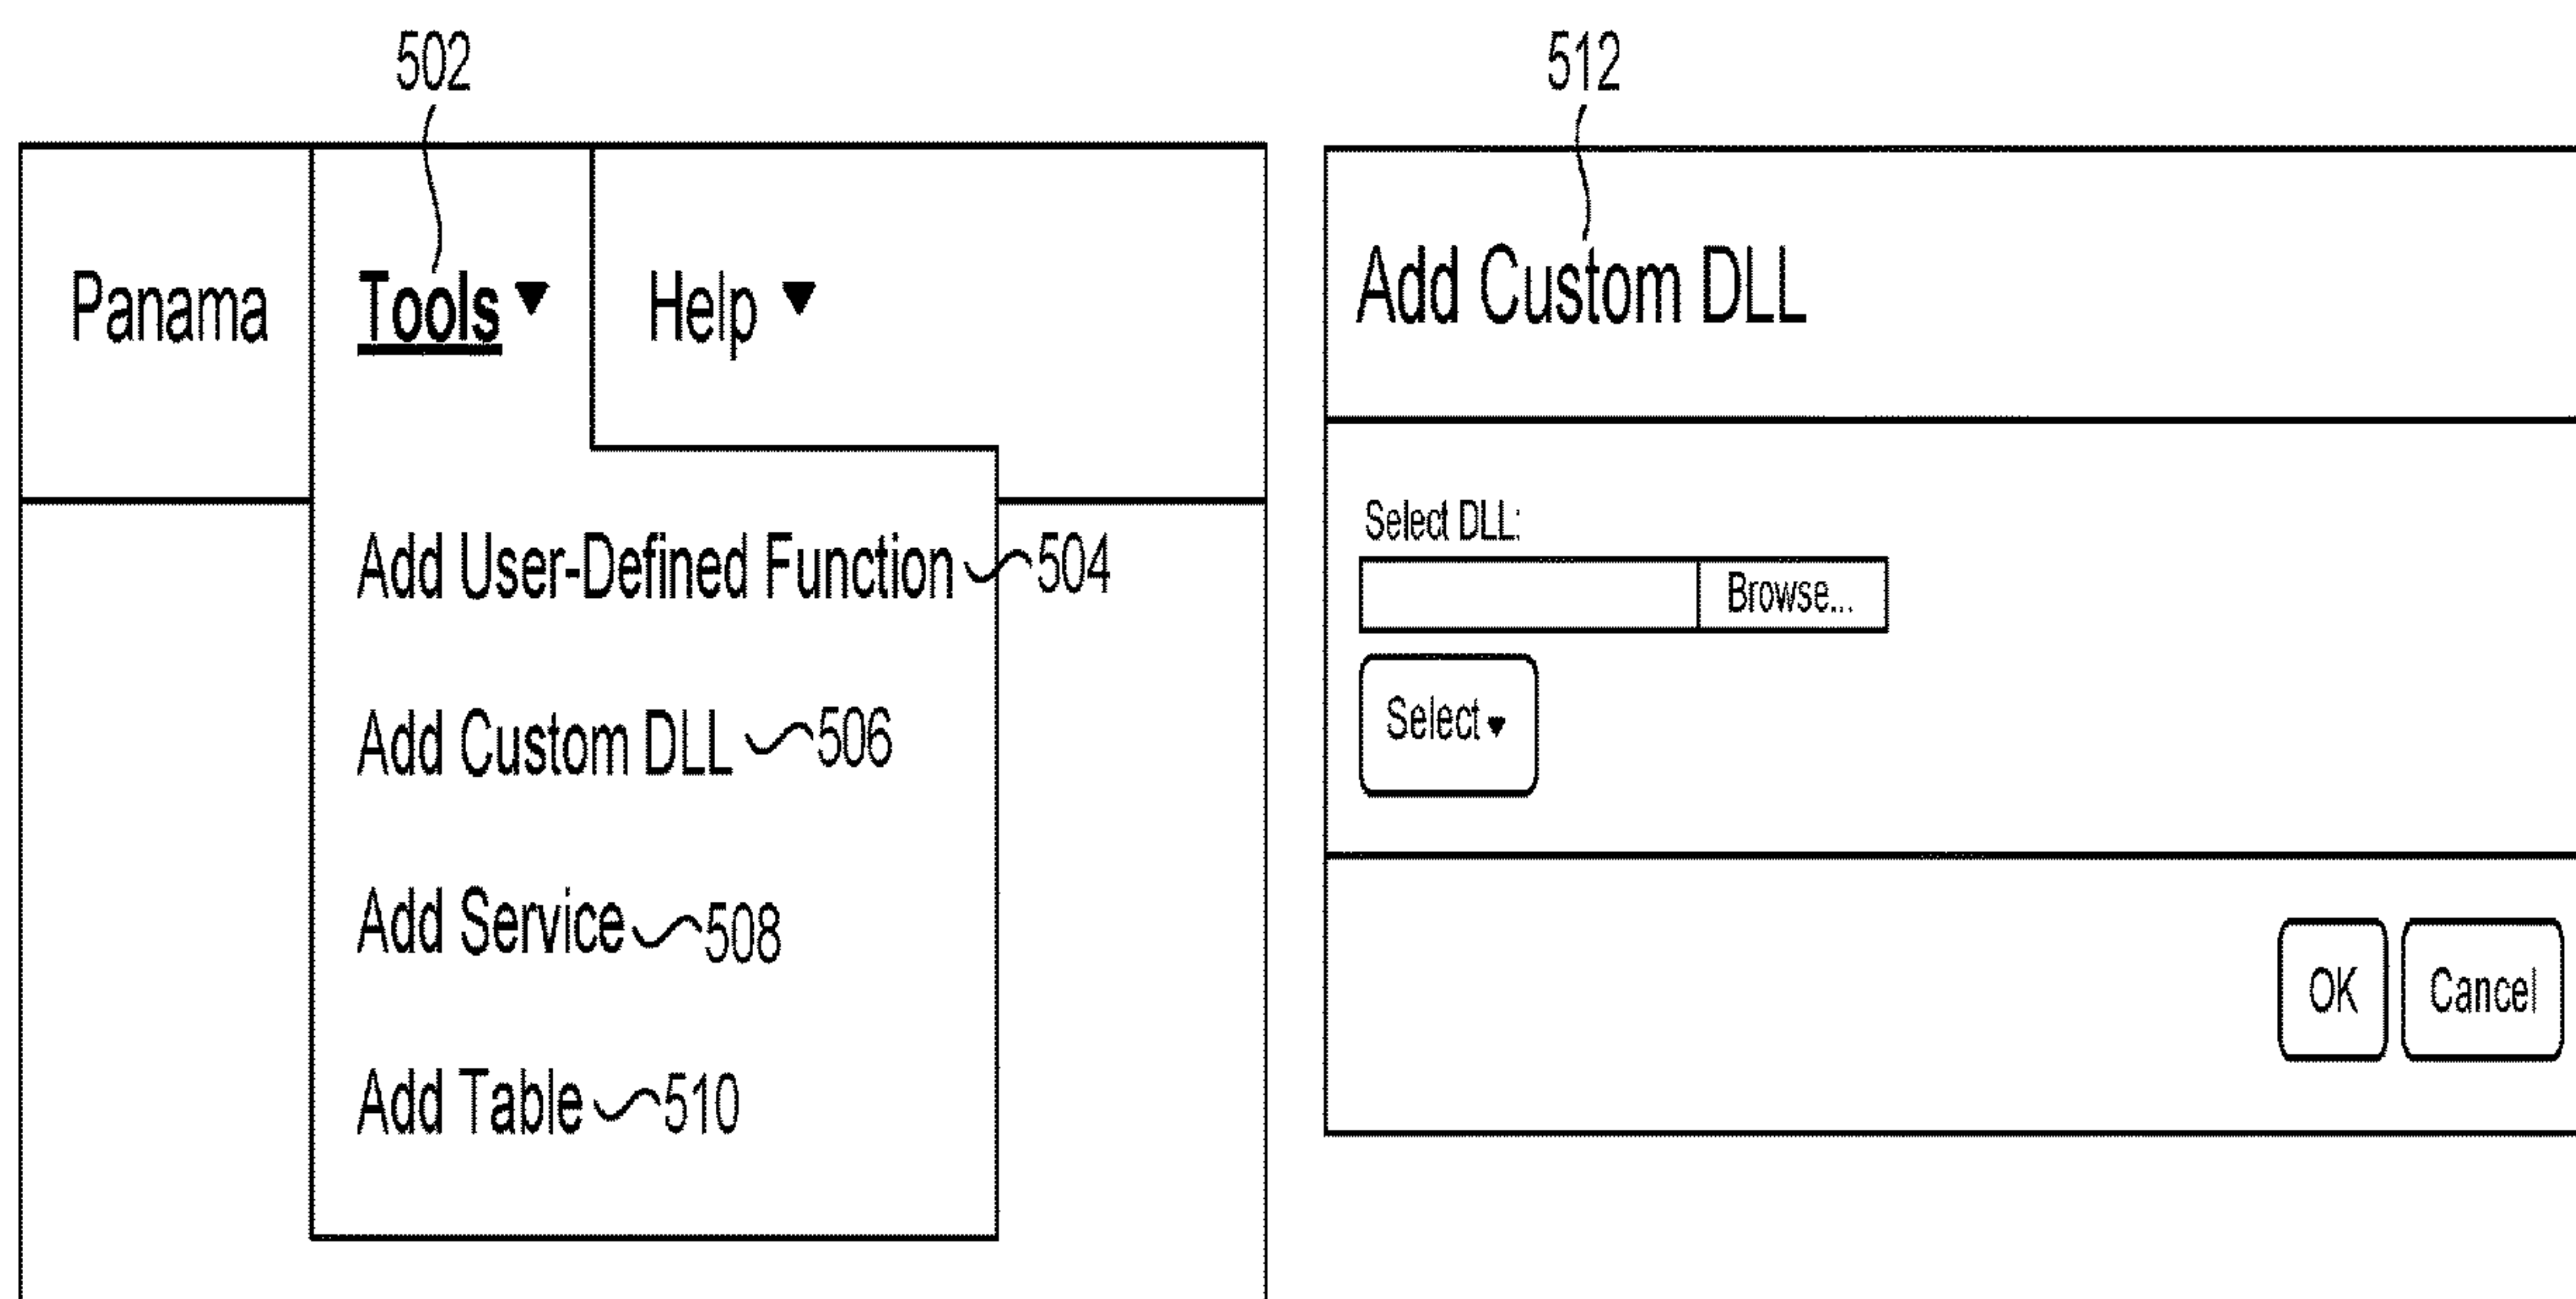 502
Panama Tools ▼ Help ▼
Add User-Defined Function 504
Add Custom DLL 506
Add Service 508
Add Table 510
512
Add Custom DLL
Select DLL:
Browse...
Select ▼
OK Cancel